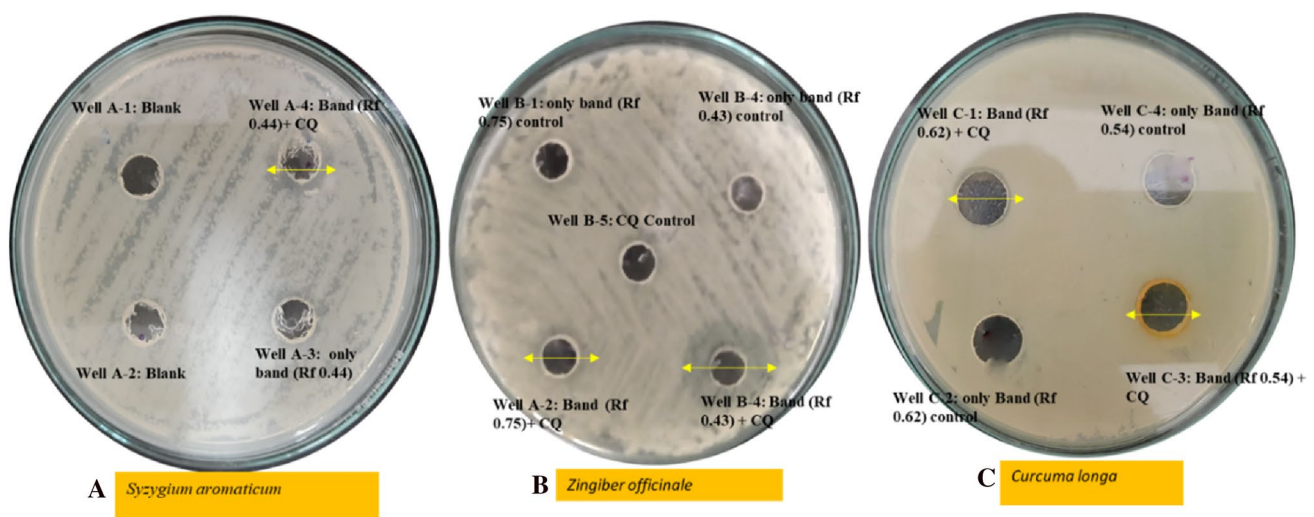 Well A-1: Blank
Well A-4: Band (Rf
0.44)+ CQ
Well A-2: Blank
Well A-3: only
band (Rf 0.44)
A
Syzygium aromaticum
Well B-1: only band (Rf
0.75) control
Well B-4: only band (Rf
0.43) control
Well B-5: CQ Control
Well A-2: Band (Rf
0.75)+ CQ
Well B-4: Band (Rf
0.43) + CQ
B
Zingiber officinale
Well C-1: Band (Rf
0.62) + CQ
Well C-4: only Band (Rf
0.54) control
Well C-2: only Band (Rf
0.62) control
Well C-3: Band (Rf 0.54) +
CQ
C
Curcuma longa